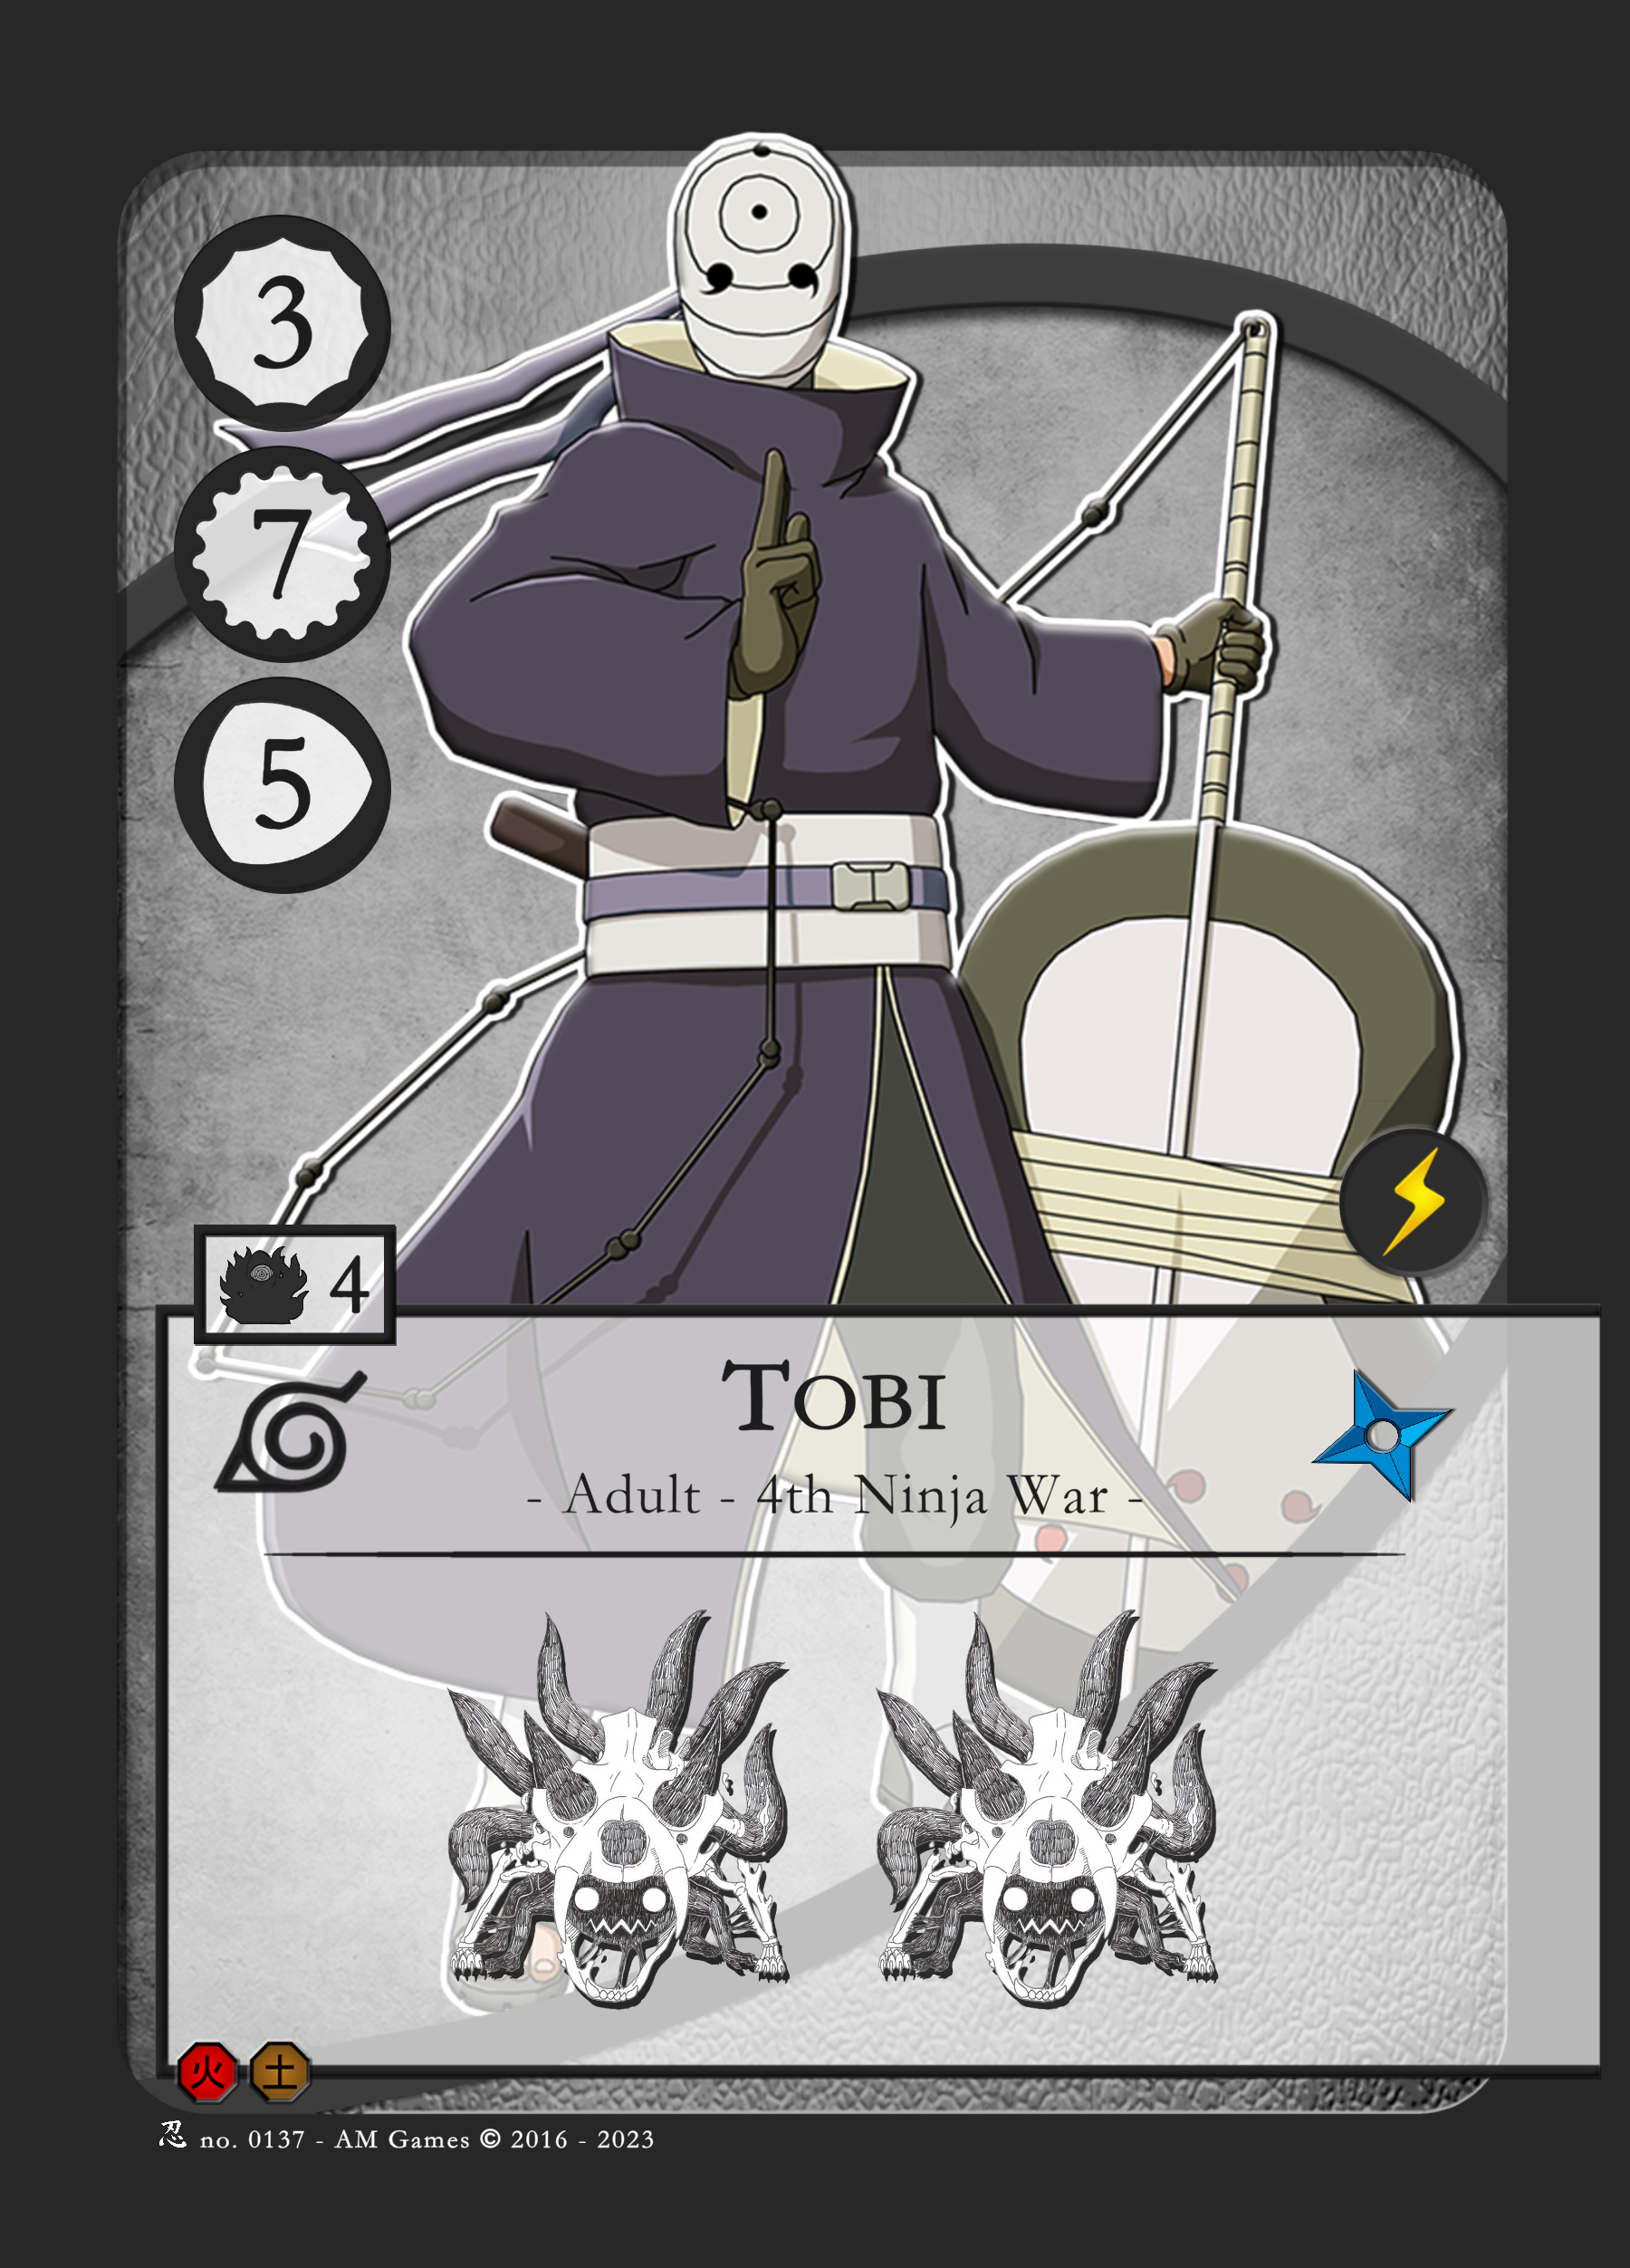 3
7
5
4
Tobi
- Adult - 4th Ninja War -
火 土
忍 no. 0137 - AM Games © 2016 - 2023